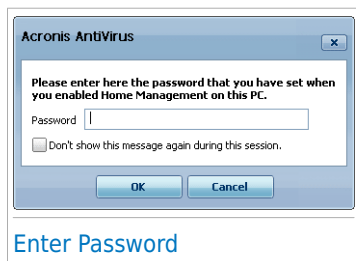 Acronis AntiVirus
Please enter here the password that you have set when
you enabled Home Management on this PC.
Password
Don't show this message again during this session.
OK Cancel
Enter Password